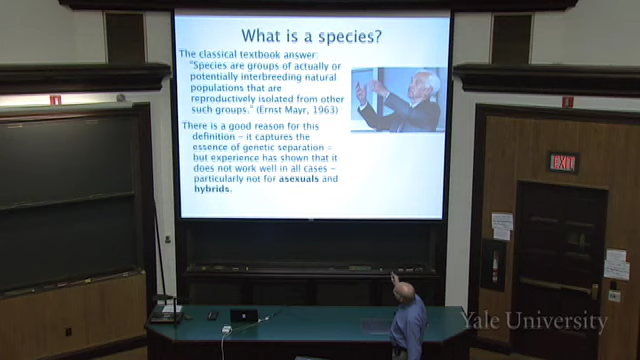 What is a species?
The classical textbook answer:
"Species are groups of actually or
potentially interbreeding natural
populations that are
reproductively isolated from other
such groups." (Ernst Mayr, 1963)
There is a good reason for this
definition - it captures the
essence of genetic separation -
but experience has shown that it
does not work well in all cases -
particularly not for asexuals and
hybrids.
EXIT
Yale University